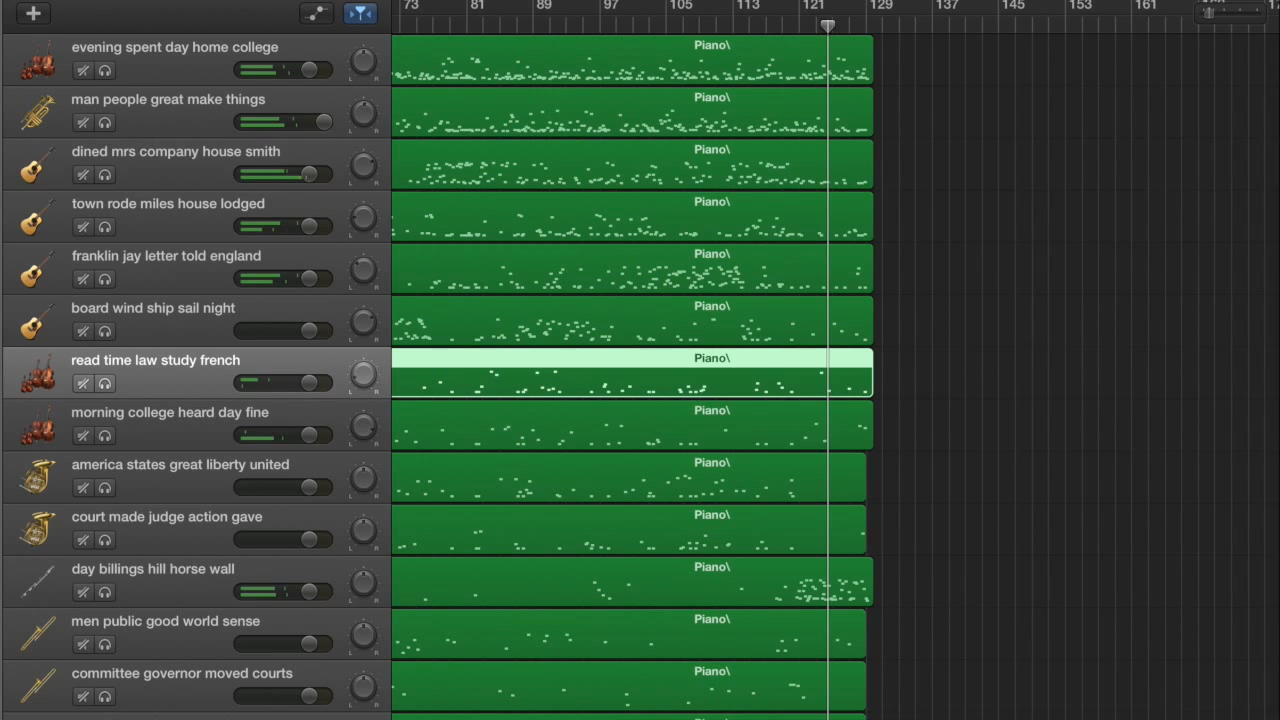 73 81 89 97 105 113 121 129 137 145 153 161
evening spent day home college
Piano\
L R
man people great make things
Piano\
L R
dined mrs company house smith
Piano\
L R
town rode miles house lodged
Piano\
L R
franklin jay letter told england
Piano\
L R
board wind ship sail night
Piano\
L R
read time law study french
Piano\
L R
morning college heard day fine
Piano\
L R
america states great liberty united
Piano\
L R
court made judge action gave
Piano\
L R
day billings hill horse wall
Piano\
L R
men public good world sense
Piano\
L R
committee governor moved courts
Piano\
L R